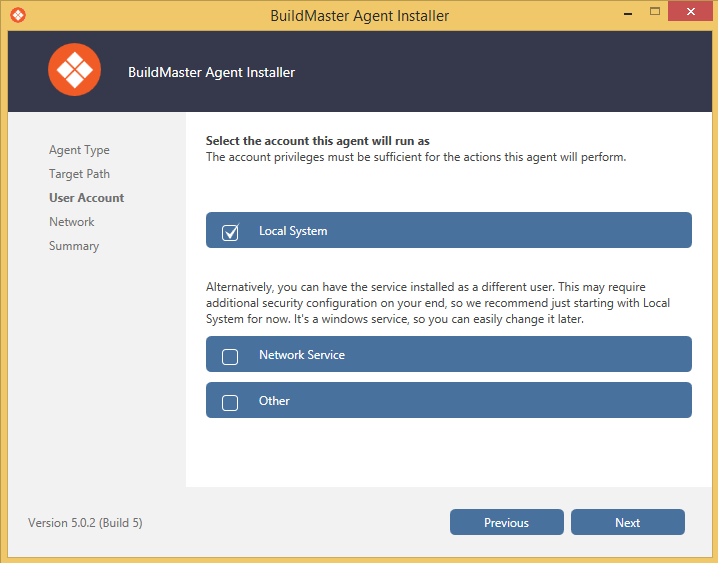 BuildMaster Agent Installer
BuildMaster Agent Installer
Agent Type
Target Path
User Account
Network
Summary
Select the account this agent will run as
The account privileges must be sufficient for the actions this agent will perform.
Local System
Alternatively, you can have the service installed as a different user. This may require
additional security configuration on your end, so we recommend just starting with Local
System for now. It's a windows service, so you can easily change it later.
Network Service
Other
Version 5.0.2 (Build 5)
Previous
Next